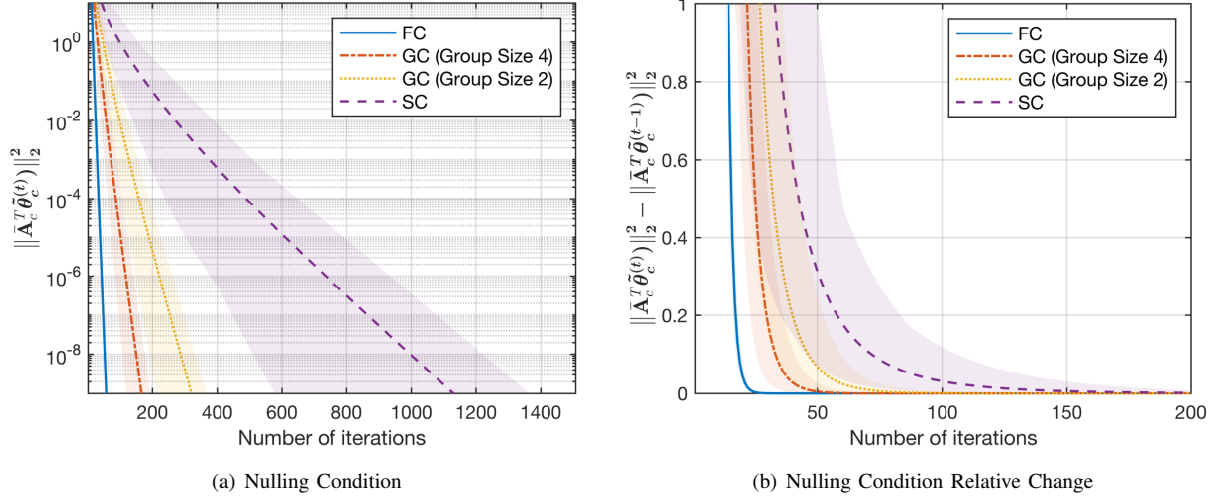 10^0
10^-2
10^-4
10^-6
10^-8
||Ā_c^T θ̃_c^(t))||_2^2
200 400 600 800 1000 1200 1400
Number of iterations
FC
GC (Group Size 4)
GC (Group Size 2)
SC
(a) Nulling Condition
1
0.8
0.6
0.4
0.2
0
||Ā_c^T θ̃_c^(t))||_2^2 − ||Ā_c^T θ̃_c^(t−1))||_2^2
50 100 150 200
Number of iterations
FC
GC (Group Size 4)
GC (Group Size 2)
SC
(b) Nulling Condition Relative Change